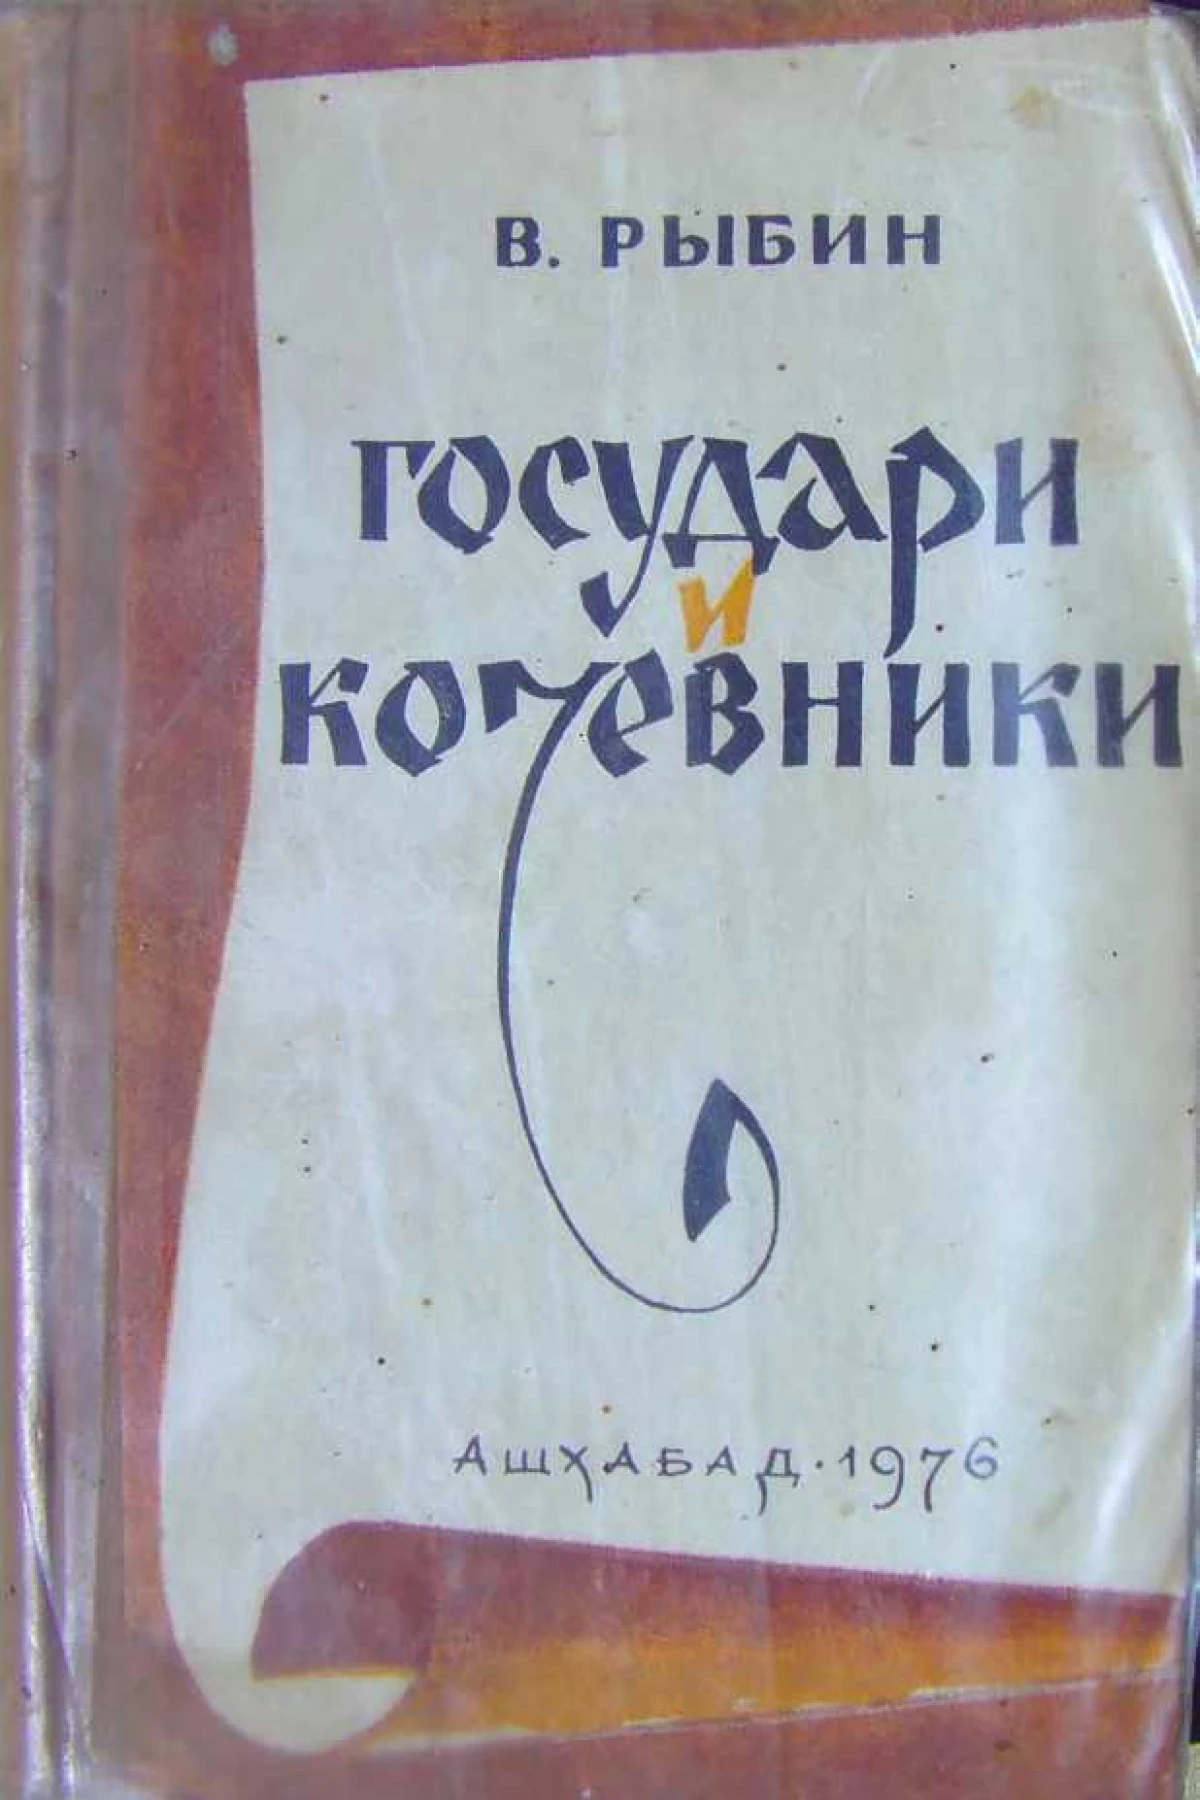 В. РЫБИН
ГОСУДАРИ
И
КОЧЕВНИКИ
АШХАБАД·1976